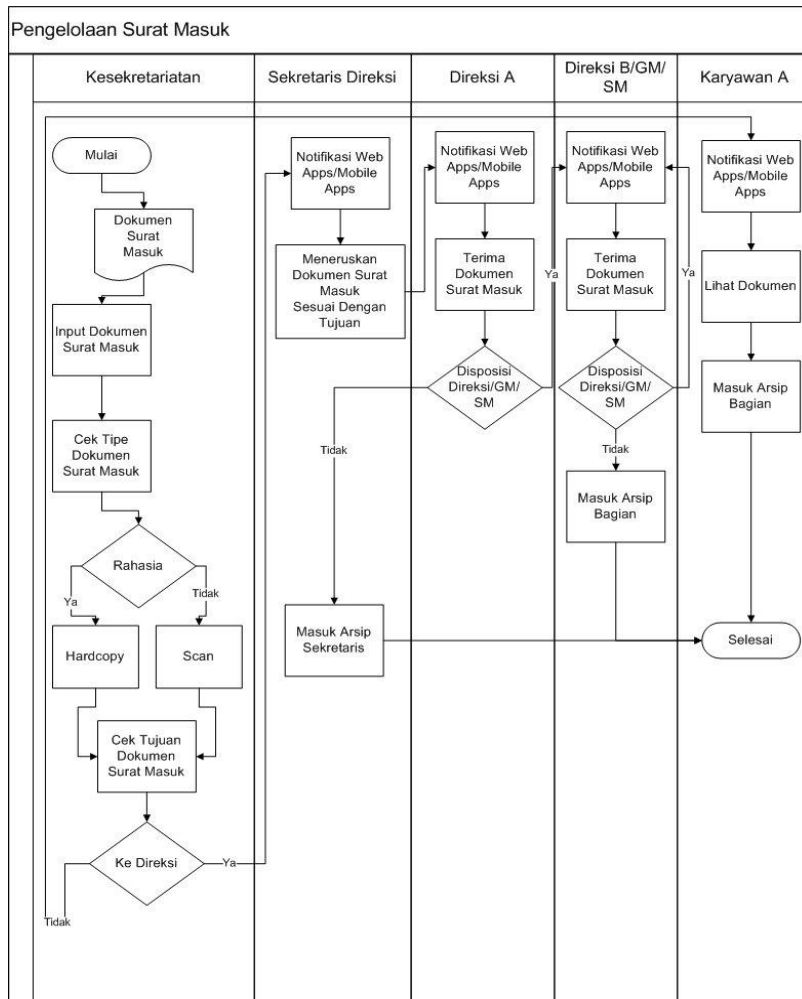 Pengelolaan Surat Masuk
Kesekretariatan
Sekretaris Direksi
Direksi A
Direksi B/GM/
SM
Karyawan A
Mulai
Dokumen
Surat
Masuk
Input Dokumen
Surat Masuk
Cek Tipe
Dokumen
Surat Masuk
Rahasia
Ya
Tidak
Hardcopy
Scan
Cek Tujuan
Dokumen
Surat Masuk
Ke Direksi
Ya
Tidak
Notifikasi Web
Apps/Mobile
Apps
Meneruskan
Dokumen Surat
Masuk
Sesuai Dengan
Tujuan
Masuk Arsip
Sekretaris
Notifikasi Web
Apps/Mobile
Apps
Terima
Dokumen
Surat Masuk
Disposisi
Direksi/GM/
SM
Ya
Tidak
Notifikasi Web
Apps/Mobile
Apps
Terima
Dokumen
Surat Masuk
Disposisi
Direksi/GM/
SM
Ya
Tidak
Masuk Arsip
Bagian
Notifikasi Web
Apps/Mobile
Apps
Lihat Dokumen
Masuk Arsip
Bagian
Selesai